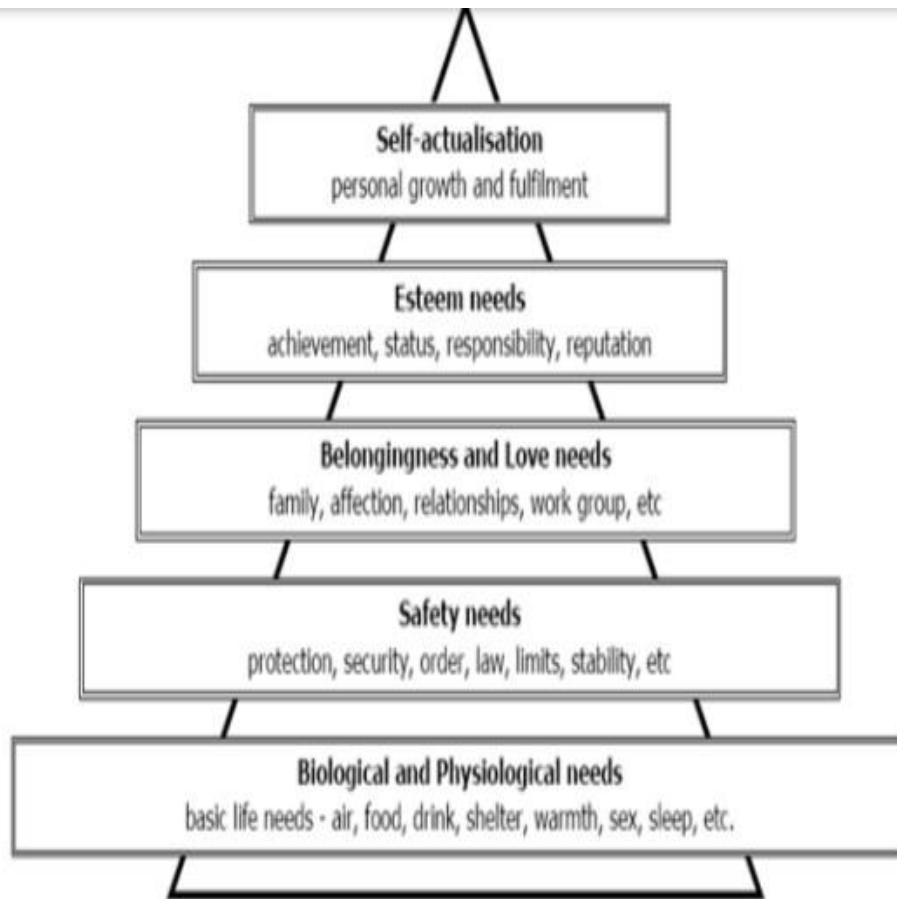 Self-actualisation
personal growth and fulfilment
Esteem needs
achievement, status, responsibility, reputation
Belongingness and Love needs
family, affection, relationships, work group, etc
Safety needs
protection, security, order, law, limits, stability, etc
Biological and Physiological needs
basic life needs - air, food, drink, shelter, warmth, sex, sleep, etc.